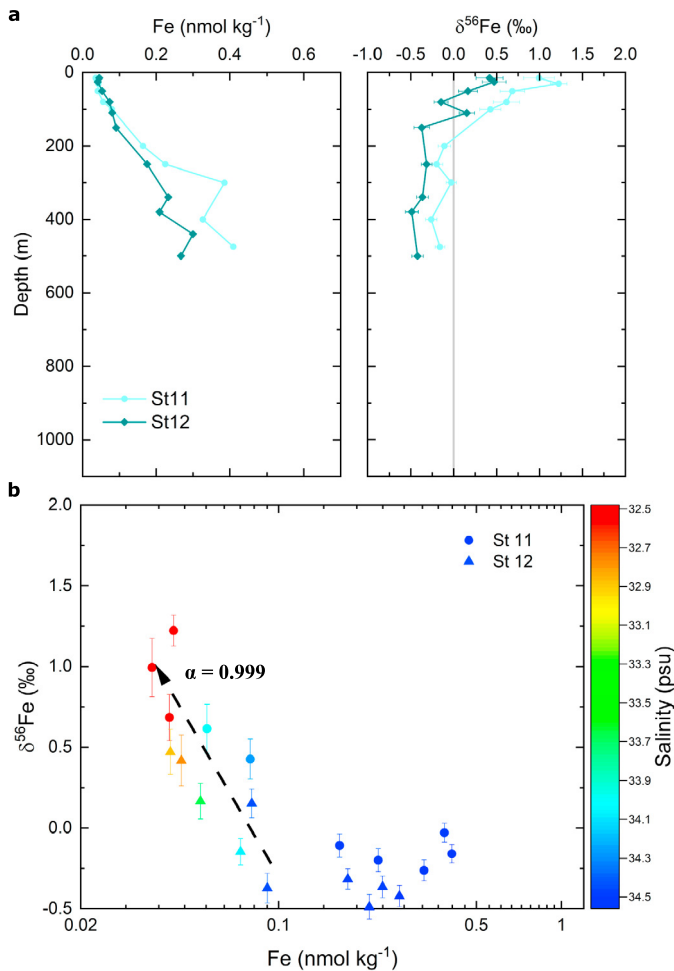 a
Fe (nmol kg⁻¹)
0.0 0.2 0.4 0.6
δ⁵⁶Fe (‰)
-1.0 -0.5 0.0 0.5 1.0 1.5 2.0
Depth (m)
0
200
400
600
800
1000
St11
St12
b
δ⁵⁶Fe (‰)
2.0
1.5
1.0
0.5
0.0
-0.5
α = 0.999
St 11
St 12
0.02 0.1 0.5 1
Fe (nmol kg⁻¹)
32.5
32.7
32.9
33.1
33.3
33.5
33.7
33.9
34.1
34.3
34.5
Salinity (psu)